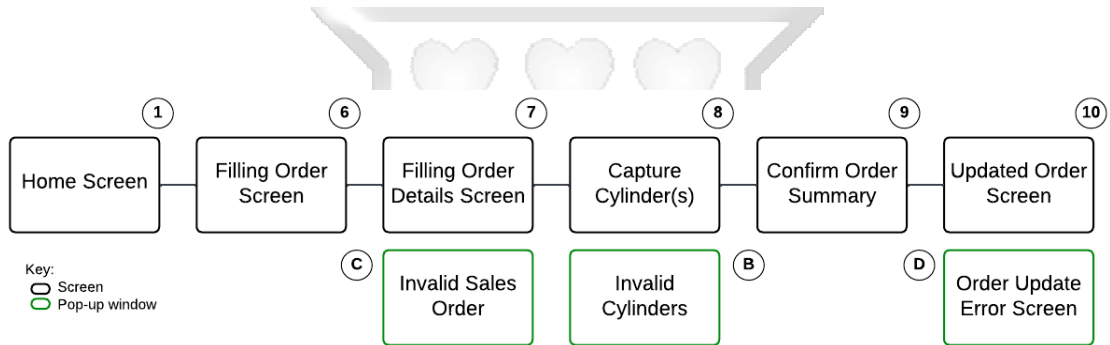 1
6
7
8
9
10
Home Screen
Filling Order
Screen
Filling Order
Details Screen
Capture
Cylinder(s)
Confirm Order
Summary
Updated Order
Screen
Key:
Screen
Pop-up window
C
Invalid Sales
Order
Invalid
Cylinders
B
D
Order Update
Error Screen